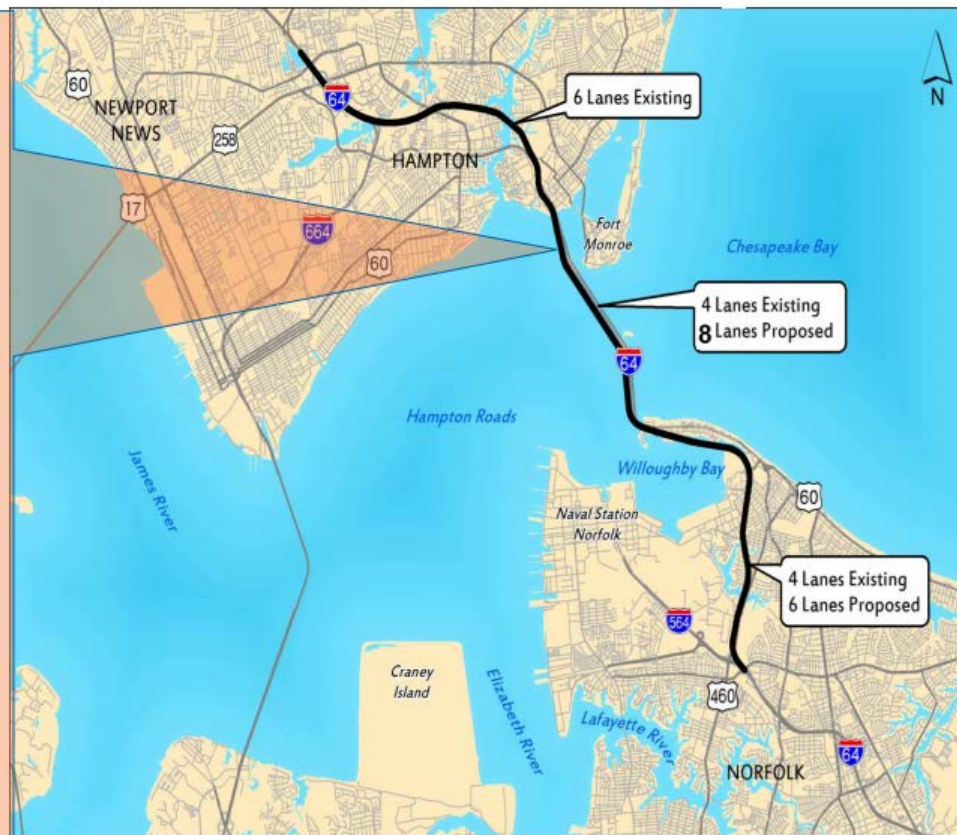 60
NEWPORT
NEWS
64
6 Lanes Existing
N
258
HAMPTON
17
664
60
Fort
Monroe
Chesapeake Bay
4 Lanes Existing
8 Lanes Proposed
64
Hampton Roads
James River
Willoughby Bay
60
Naval Station
Norfolk
4 Lanes Existing
6 Lanes Proposed
564
Craney
Island
Elizabeth River
460
Lafayette River
64
NORFOLK